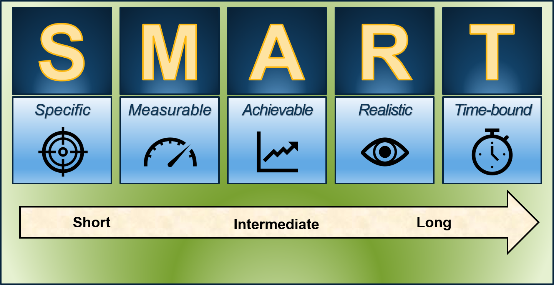 S M A R T
Specific Measurable Achievable Realistic Time-bound
Short Intermediate Long